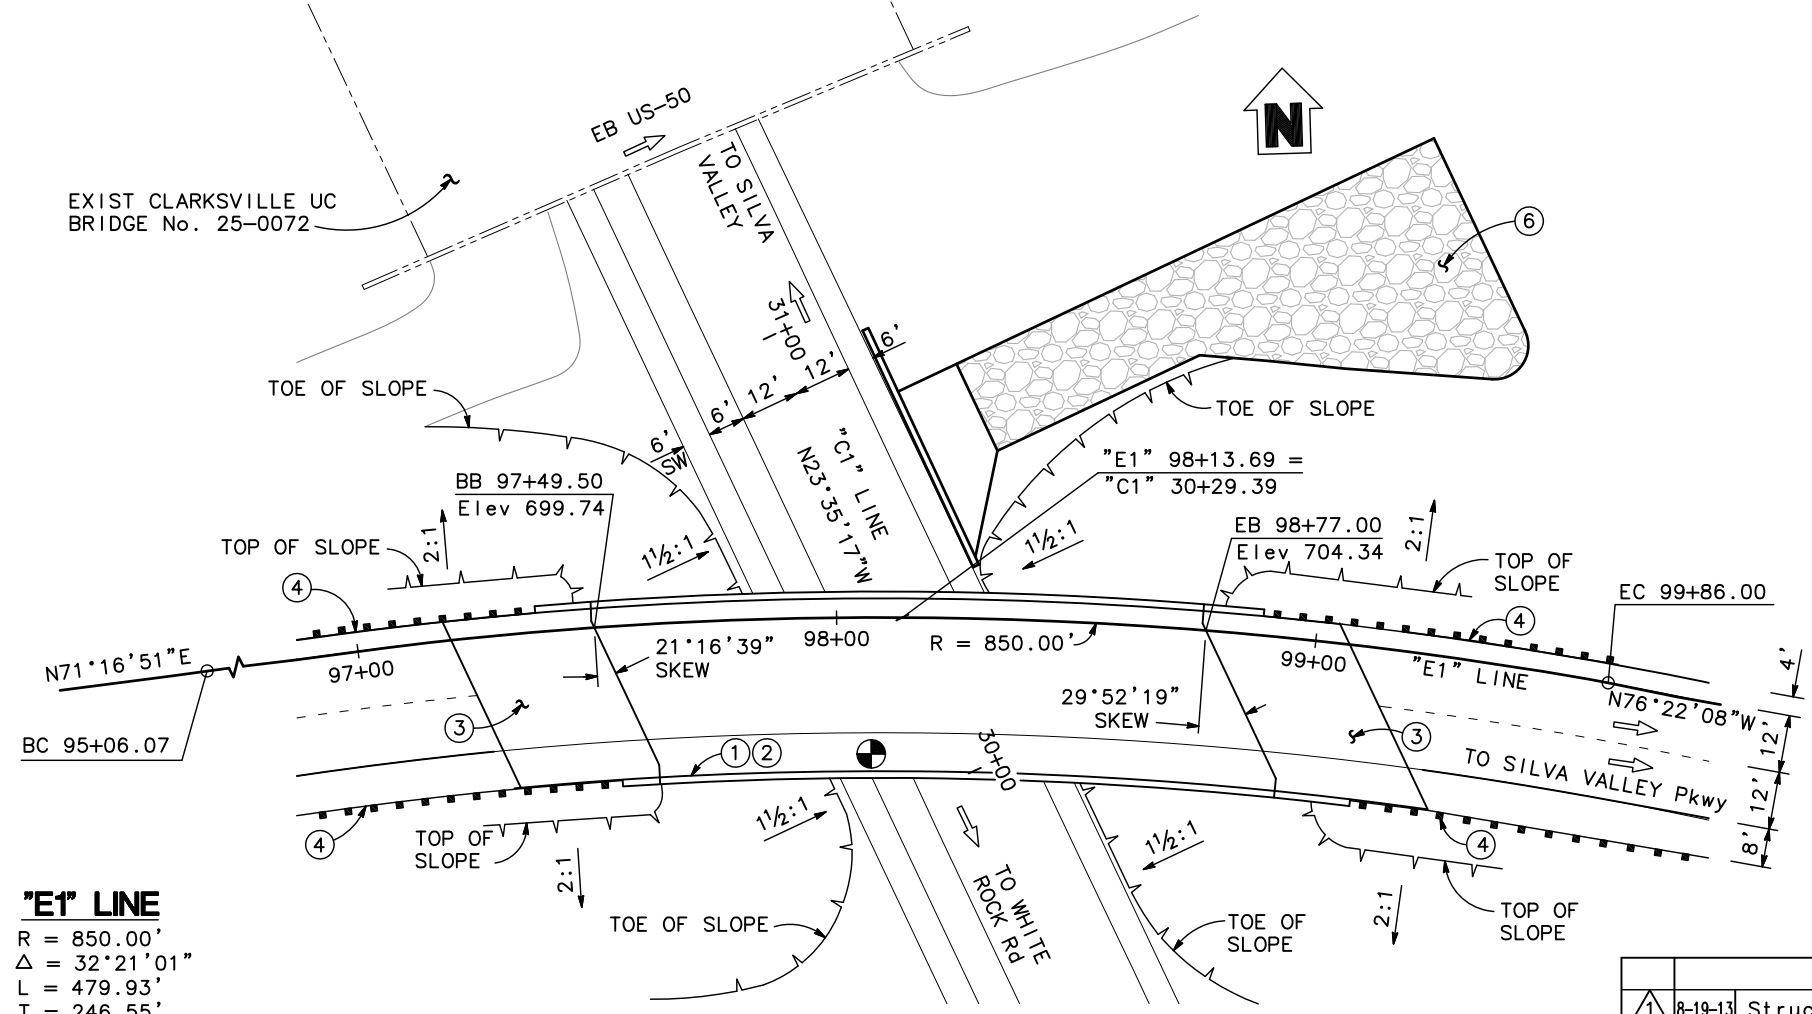 EB US-50
N
EXIST CLARKSVILLE UC
BRIDGE No. 25-0072
TO SILVA
VALLEY
6
31+00
6'
12'
12'
6'
6'
SW
TOE OF SLOPE
TOE OF SLOPE
"C1" LINE
N23°35'17"W
"E1" 98+13.69 =
"C1" 30+29.39
BB 97+49.50
Elev 699.74
EB 98+77.00
Elev 704.34
TOP OF SLOPE
2:1
1½:1
1½:1
2:1
TOP OF
SLOPE
EC 99+86.00
4
4
N71°16'51"E
97+00
21°16'39"
SKEW
98+00
R = 850.00'
99+00
"E1" LINE
4'
29°52'19"
SKEW
N76°22'08"W
BC 95+06.07
3
1
2
30+00
3
TO SILVA VALLEY Pkwy
12'
12'
8'
4
TOP OF
SLOPE
2:1
1½:1
1½:1
4
TO WHITE
ROCK Rd
TOE OF SLOPE
TOE OF
SLOPE
2:1
TOP OF
SLOPE
"E1" LINE
R = 850.00'
Δ = 32°21'01"
L = 479.93'
T = 246.55'
1 8-19-13 Struc